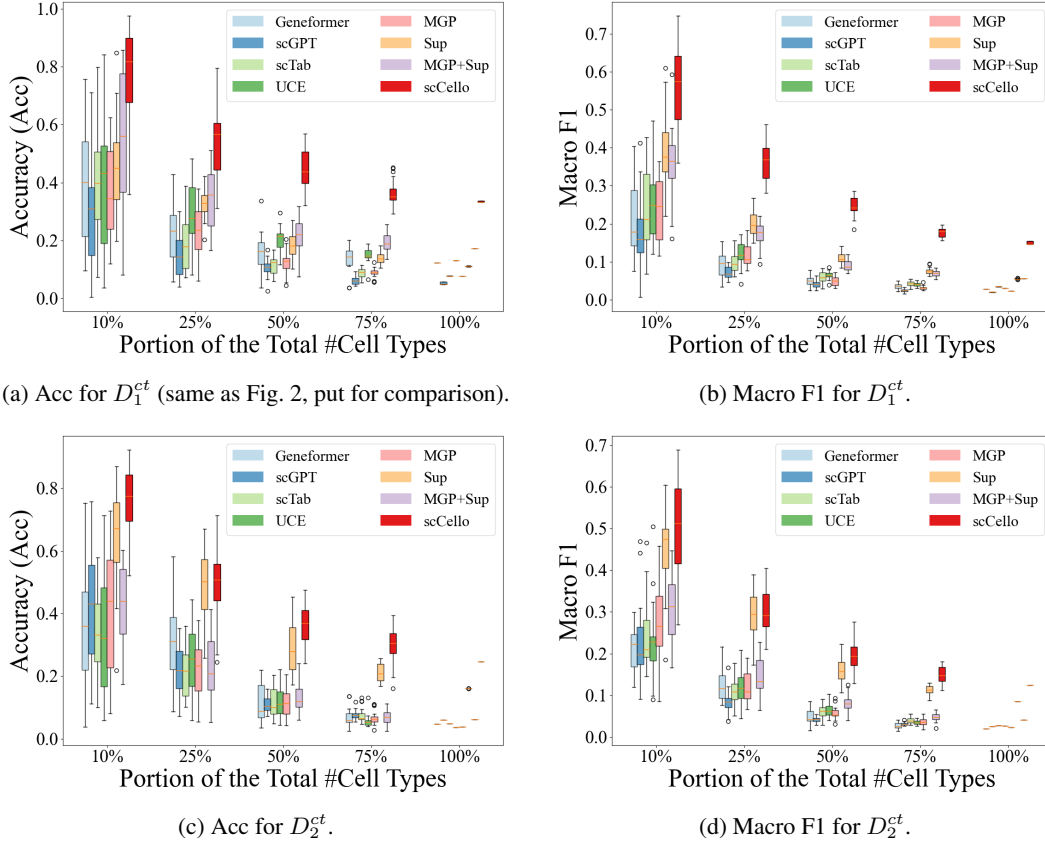 1.0
0.8
0.6
0.4
0.2
0.0
Accuracy (Acc)
Geneformer
scGPT
scTab
UCE
MGP
Sup
MGP+Sup
scCello
10% 25% 50% 75% 100%
Portion of the Total #Cell Types
(a) Acc for $D_1^{ct}$ (same as Fig. 2, put for comparison).
0.7
0.6
0.5
0.4
0.3
0.2
0.1
0.0
Macro F1
Geneformer
scGPT
scTab
UCE
MGP
Sup
MGP+Sup
scCello
10% 25% 50% 75% 100%
Portion of the Total #Cell Types
(b) Macro F1 for $D_1^{ct}$.
0.8
0.6
0.4
0.2
0.0
Accuracy (Acc)
Geneformer
scGPT
scTab
UCE
MGP
Sup
MGP+Sup
scCello
10% 25% 50% 75% 100%
Portion of the Total #Cell Types
(c) Acc for $D_2^{ct}$.
0.7
0.6
0.5
0.4
0.3
0.2
0.1
0.0
Macro F1
Geneformer
scGPT
scTab
UCE
MGP
Sup
MGP+Sup
scCello
10% 25% 50% 75% 100%
Portion of the Total #Cell Types
(d) Macro F1 for $D_2^{ct}$.